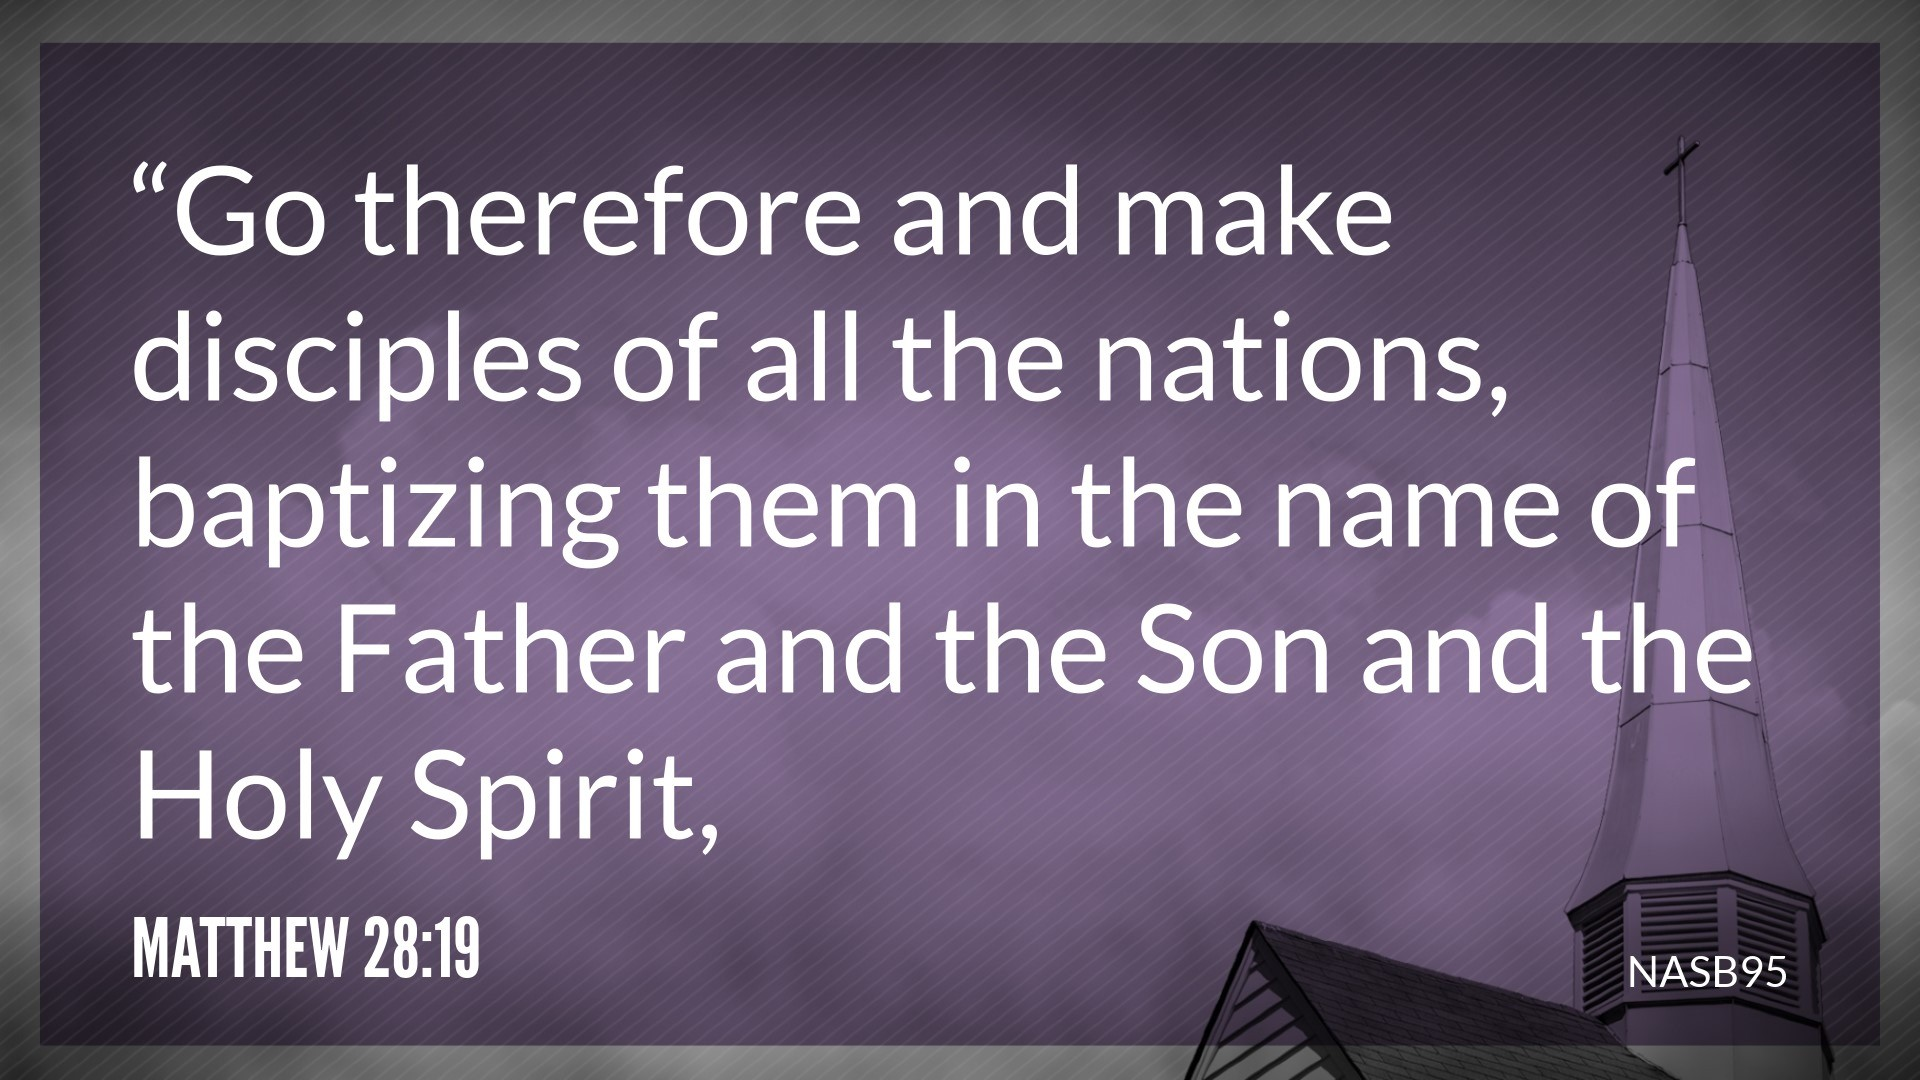 “Go therefore and make
disciples of all the nations,
baptizing them in the name of
the Father and the Son and the
Holy Spirit,
MATTHEW 28:19
NASB95